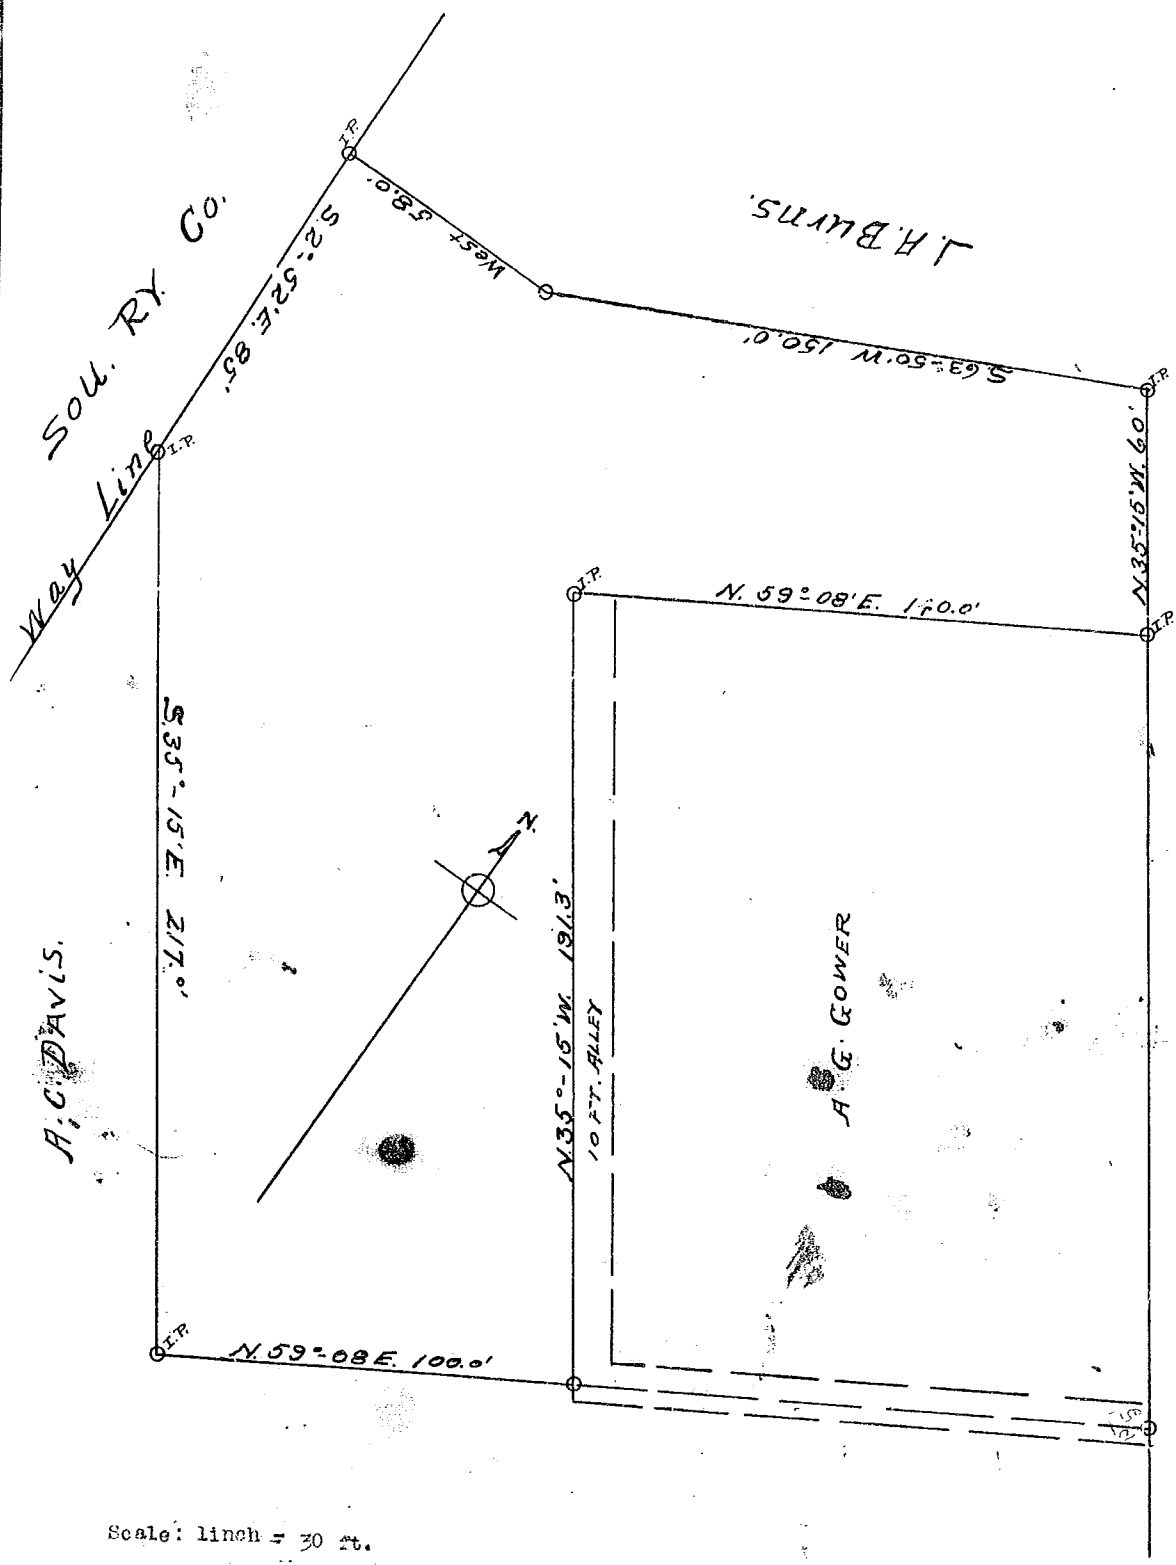 SOU. RY. Co.
Way Line
I.P.
S. 2°-52'E. 85'
I.P.
West 58.0'
J.A. Burns.
S.63°-50'W 150.0'
I.P.
N.35°-15'W. 60'
I.P.
N. 59°-08'E. 140.0'
I.P.
S.35°-15'E. 217.0'
N.
A.C. DAVIS.
N.35°-15'W. 191.3'
10 FT. ALLEY
A. G. GOWER
I.P.
N.59°-08'E. 100.0'
Scale: 1inch = 30 ft.